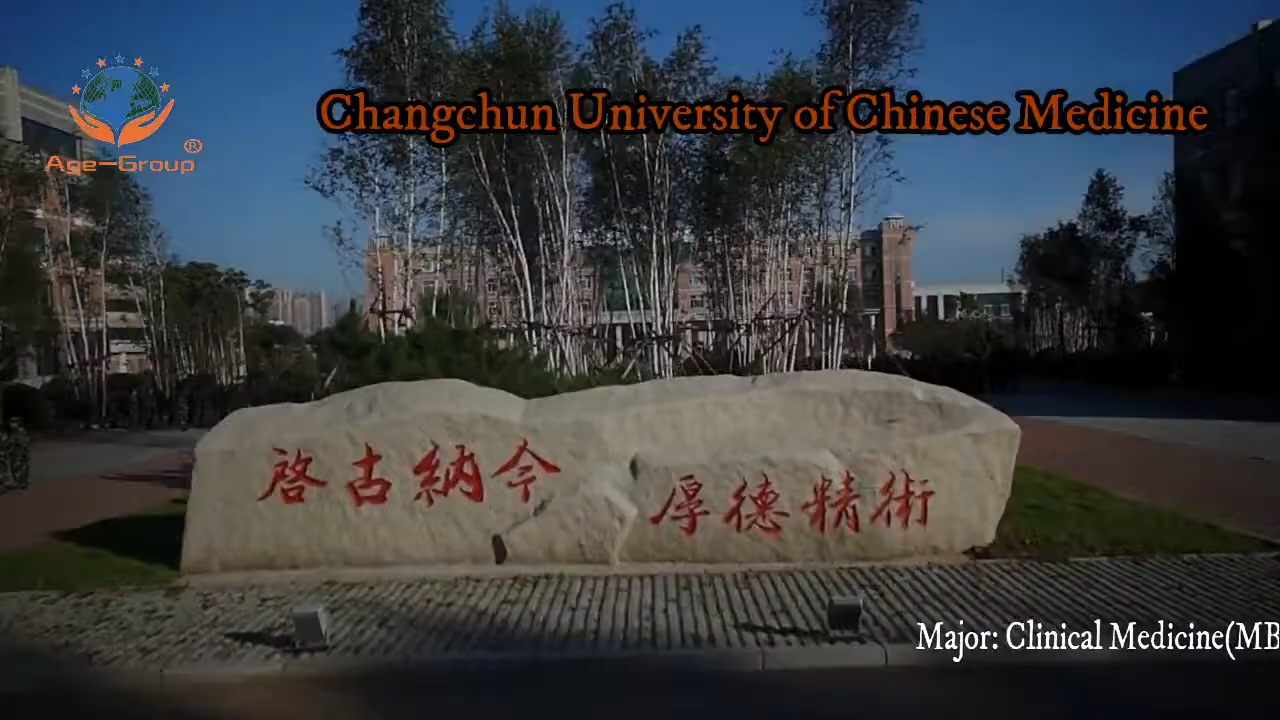 Changchun University of Chinese Medicine
Age-Group®
啓古納今
厚德精術
Major: Clinical Medicine(MB